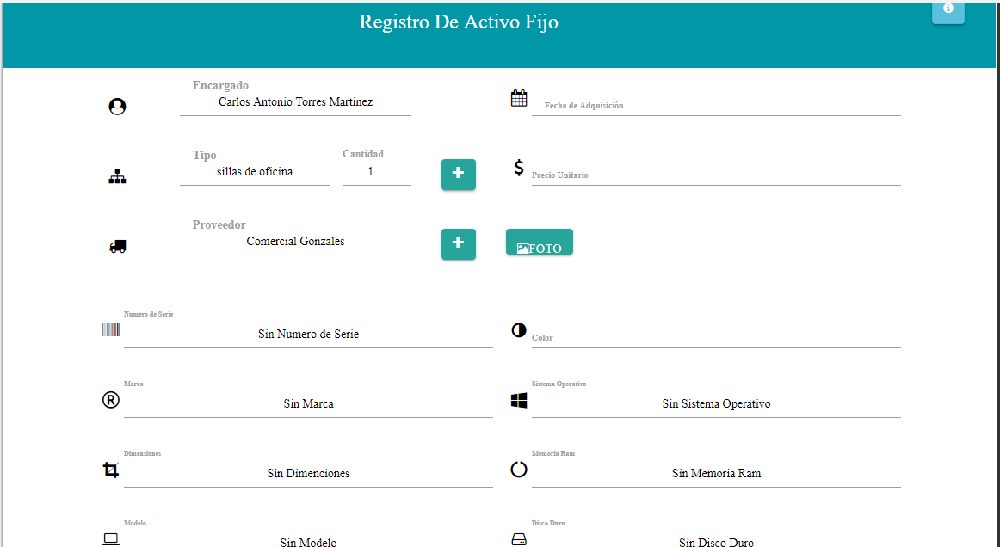 Registro De Activo Fijo
Encargado
Carlos Antonio Torres Martinez
Fecha de Adquisición
Tipo
sillas de oficina
Cantidad
1
Precio Unitario
Proveedor
Comercial Gonzales
FOTO
Numero de Serie
Sin Numero de Serie
Color
Marca
Sin Marca
Sistema Operativo
Sin Sistema Operativo
Dimensiones
Sin Dimenciones
Memoria Ram
Sin Memoria Ram
Modelo
Sin Modelo
Disco Duro
Sin Disco Duro